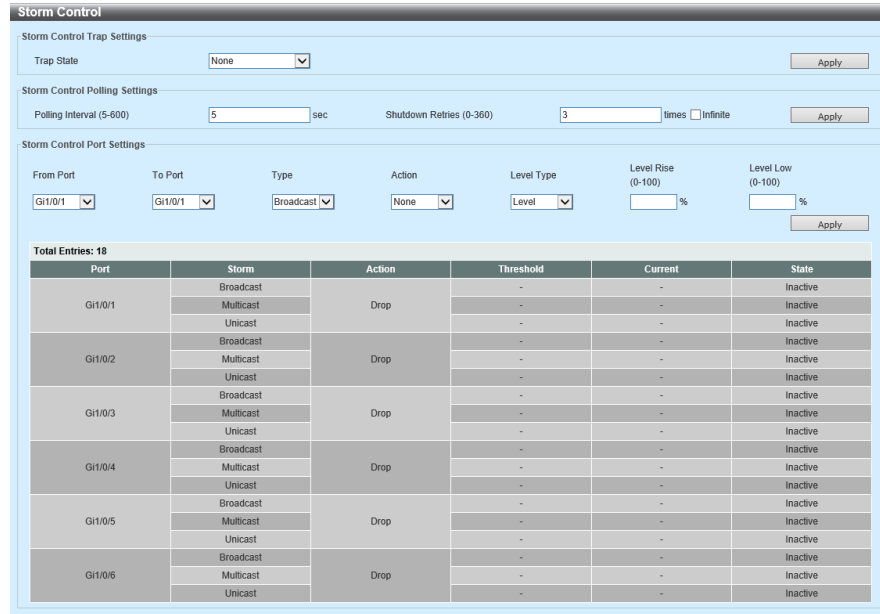 Storm Control
Storm Control Trap Settings
Trap State None Apply
Storm Control Polling Settings
Polling Interval (5-600) 5 sec Shutdown Retries (0-360) 3 times Infinite Apply
Storm Control Port Settings
From Port To Port Type Action Level Type Level Rise (0-100) Level Low (0-100)
Gi1/0/1 Gi1/0/1 Broadcast None Level % %
Apply
Total Entries: 18
Port Storm Action Threshold Current State
Gi1/0/1 Drop
Broadcast - - Inactive
Multicast - - Inactive
Unicast - - Inactive
Gi1/0/2 Drop
Broadcast - - Inactive
Multicast - - Inactive
Unicast - - Inactive
Gi1/0/3 Drop
Broadcast - - Inactive
Multicast - - Inactive
Unicast - - Inactive
Gi1/0/4 Drop
Broadcast - - Inactive
Multicast - - Inactive
Unicast - - Inactive
Gi1/0/5 Drop
Broadcast - - Inactive
Multicast - - Inactive
Unicast - - Inactive
Gi1/0/6 Drop
Broadcast - - Inactive
Multicast - - Inactive
Unicast - - Inactive